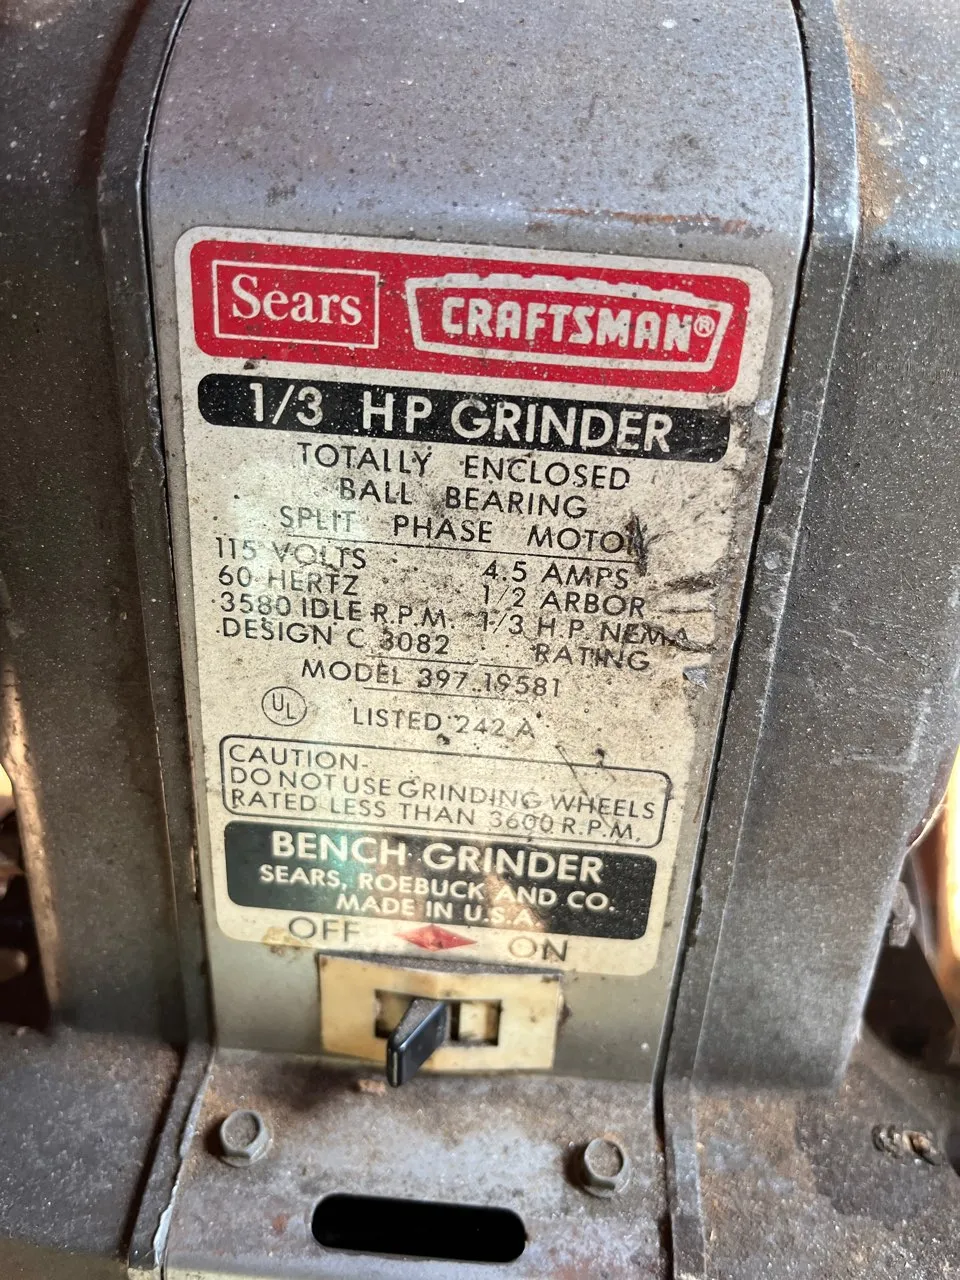 Sears CRAFTSMAN®
1/3 HP GRINDER
TOTALLY ENCLOSED
BALL BEARING
SPLIT PHASE MOTOR
115 VOLTS 4.5 AMPS
60 HERTZ 1/2 ARBOR
3580 IDLE R.P.M. 1/3 H.P. NEMA
DESIGN C 3082 RATING
MODEL 397.19581
UL LISTED 242 A
CAUTION-
DO NOT USE GRINDING WHEELS
RATED LESS THAN 3600 R.P.M.
BENCH GRINDER
SEARS, ROEBUCK AND CO.
MADE IN U.S.A.
OFF ON